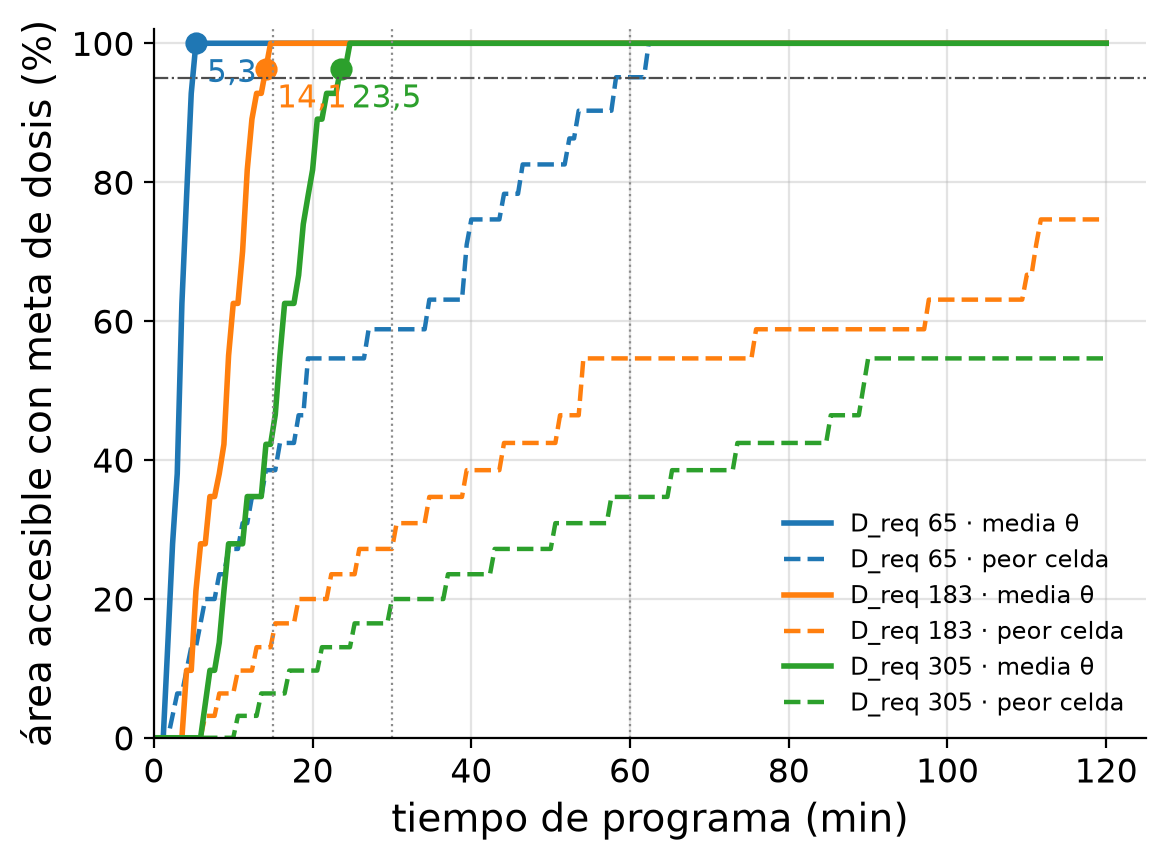 área accesible con meta de dosis (%)
100
80
60
40
20
0
5,3
14,1
23,5
D_req 65 · media θ
D_req 65 · peor celda
D_req 183 · media θ
D_req 183 · peor celda
D_req 305 · media θ
D_req 305 · peor celda
0 20 40 60 80 100 120
tiempo de programa (min)